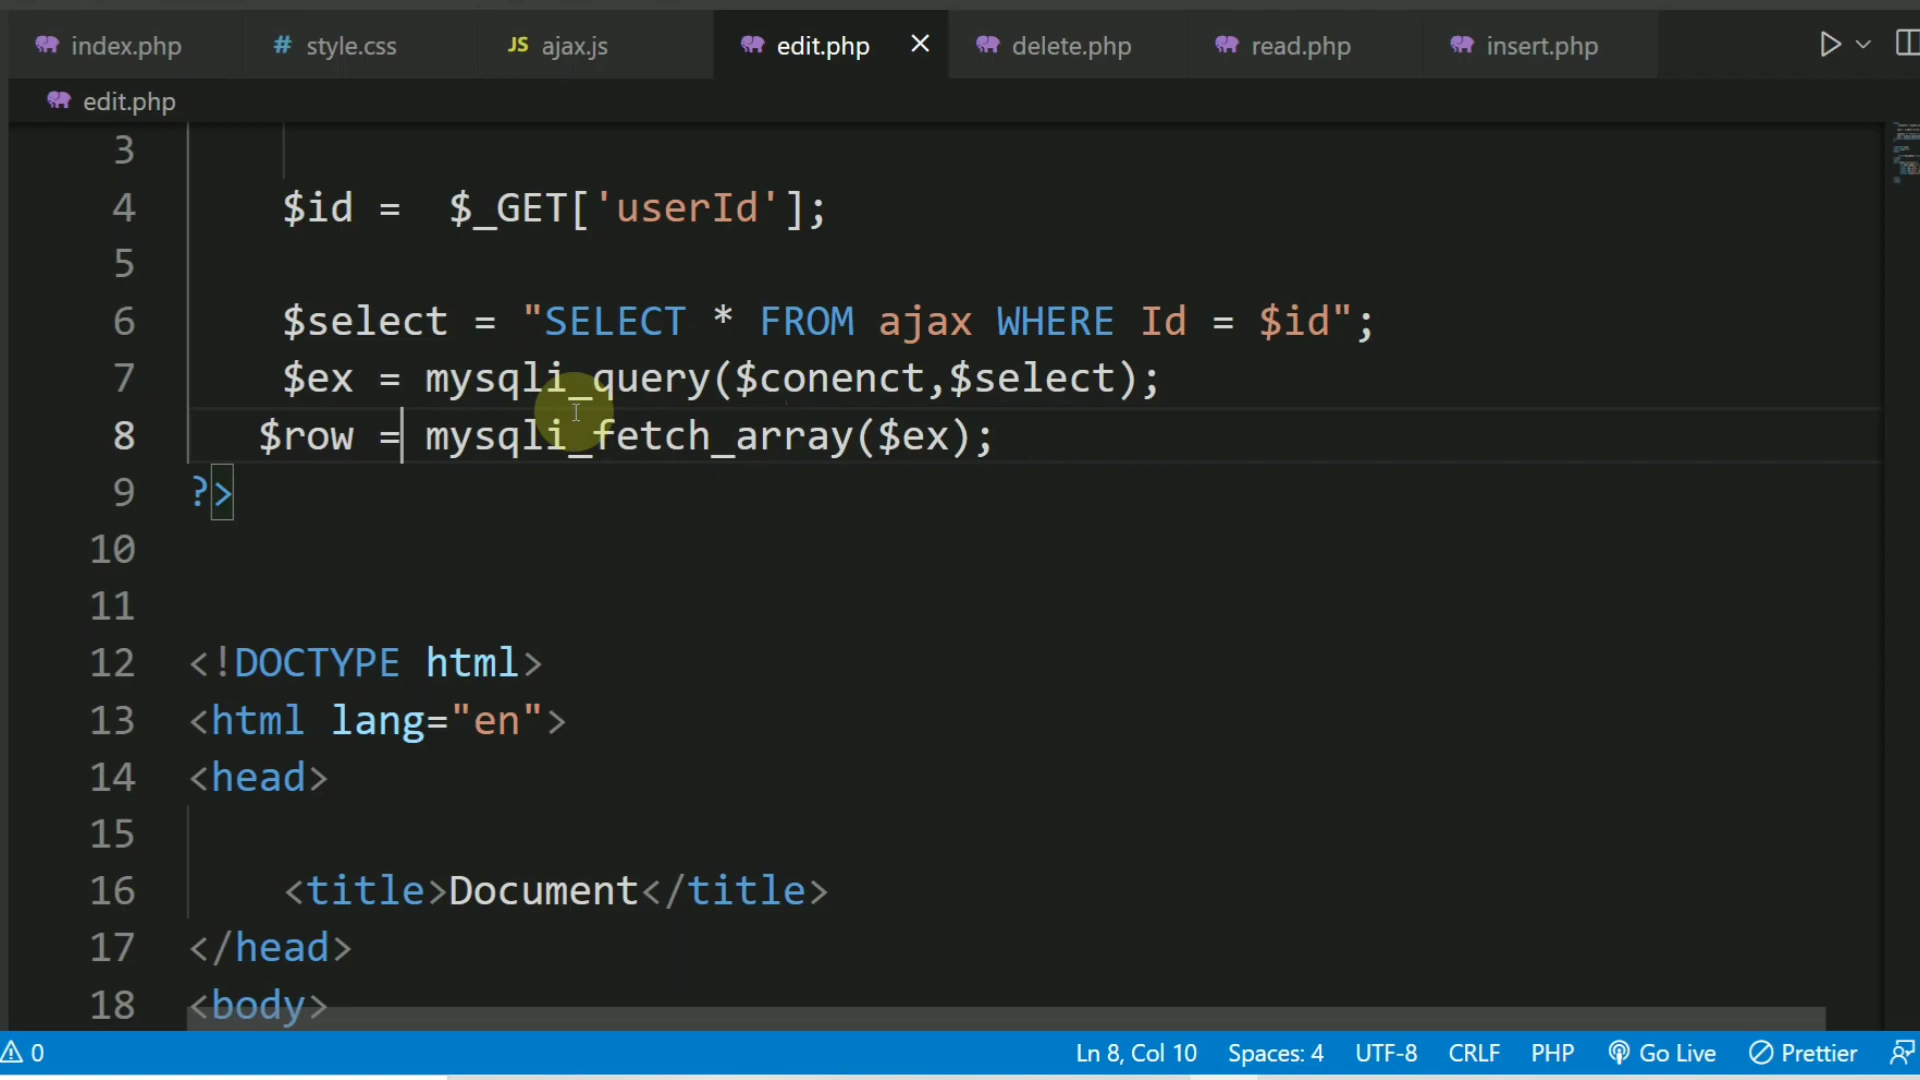 index.php # style.css JS ajax.js edit.php delete.php read.php insert.php
edit.php
3
4 $id = $_GET['userId'];
5
6 $select = "SELECT * FROM ajax WHERE Id = $id";
7 $ex = mysqli_query($conenct,$select);
8 $row = mysqli_fetch_array($ex);
9 ?>
10
11
12 <!DOCTYPE html>
13 <html lang="en">
14 <head>
15
16 <title>Document</title>
17 </head>
18 <body>
0 Ln 8, Col 10 Spaces: 4 UTF-8 CRLF PHP Go Live Prettier